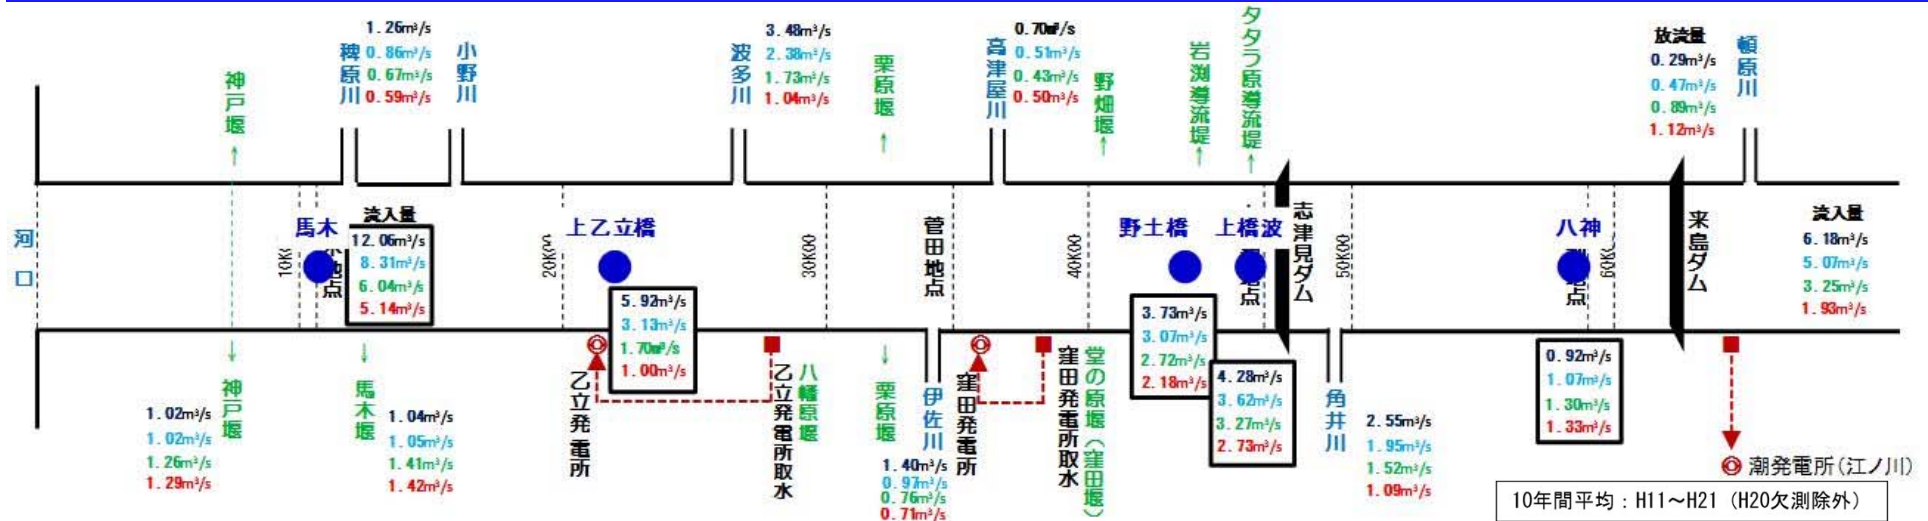 神戸堰
稗原川
1.26m³/s
0.86m³/s
0.67m³/s
0.59m³/s
小野川
波多川
3.48m³/s
2.38m³/s
1.73m³/s
1.04m³/s
栗原堰
高津屋川
0.70m³/s
0.51m³/s
0.43m³/s
0.50m³/s
野畑堰
岩渕導流堤
タタラ原導流堤
放流量
0.29m³/s
0.47m³/s
0.89m³/s
1.12m³/s
頓原川
河口
10K00
馬木
地点
流入量
12.06m³/s
8.31m³/s
6.04m³/s
5.14m³/s
20K00
上乙立橋
5.92m³/s
3.13m³/s
1.70m³/s
1.00m³/s
30K00
菅田地点
40K00
野土橋
3.73m³/s
3.07m³/s
2.72m³/s
2.18m³/s
上橋波
地点
4.28m³/s
3.62m³/s
3.27m³/s
2.73m³/s
志津見ダム
50K00
八神
地点
60K0
0.92m³/s
1.07m³/s
1.30m³/s
1.33m³/s
来島ダム
流入量
6.18m³/s
5.07m³/s
3.25m³/s
1.93m³/s
1.02m³/s
1.02m³/s
1.26m³/s
1.29m³/s
神戸堰
馬木堰
1.04m³/s
1.05m³/s
1.41m³/s
1.42m³/s
乙立発電所
乙立発電所取水
八幡原堰
栗原堰
伊佐川
1.40m³/s
0.97m³/s
0.76m³/s
0.71m³/s
窪田発電所
窪田発電所取水
堂の原堰(窪田堰)
角井川
2.55m³/s
1.95m³/s
1.52m³/s
1.09m³/s
潮発電所(江ノ川)
10年間平均：H11～H21（H20欠測除外）